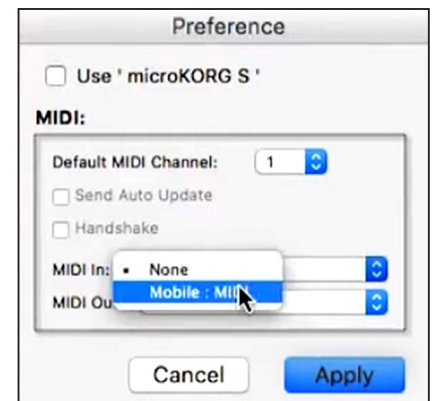 Preference
Use ' microKORG S '
MIDI:
Default MIDI Channel: 1
Send Auto Update
Handshake
MIDI In: • None
Mobile : MIDI
MIDI Ou
Cancel Apply